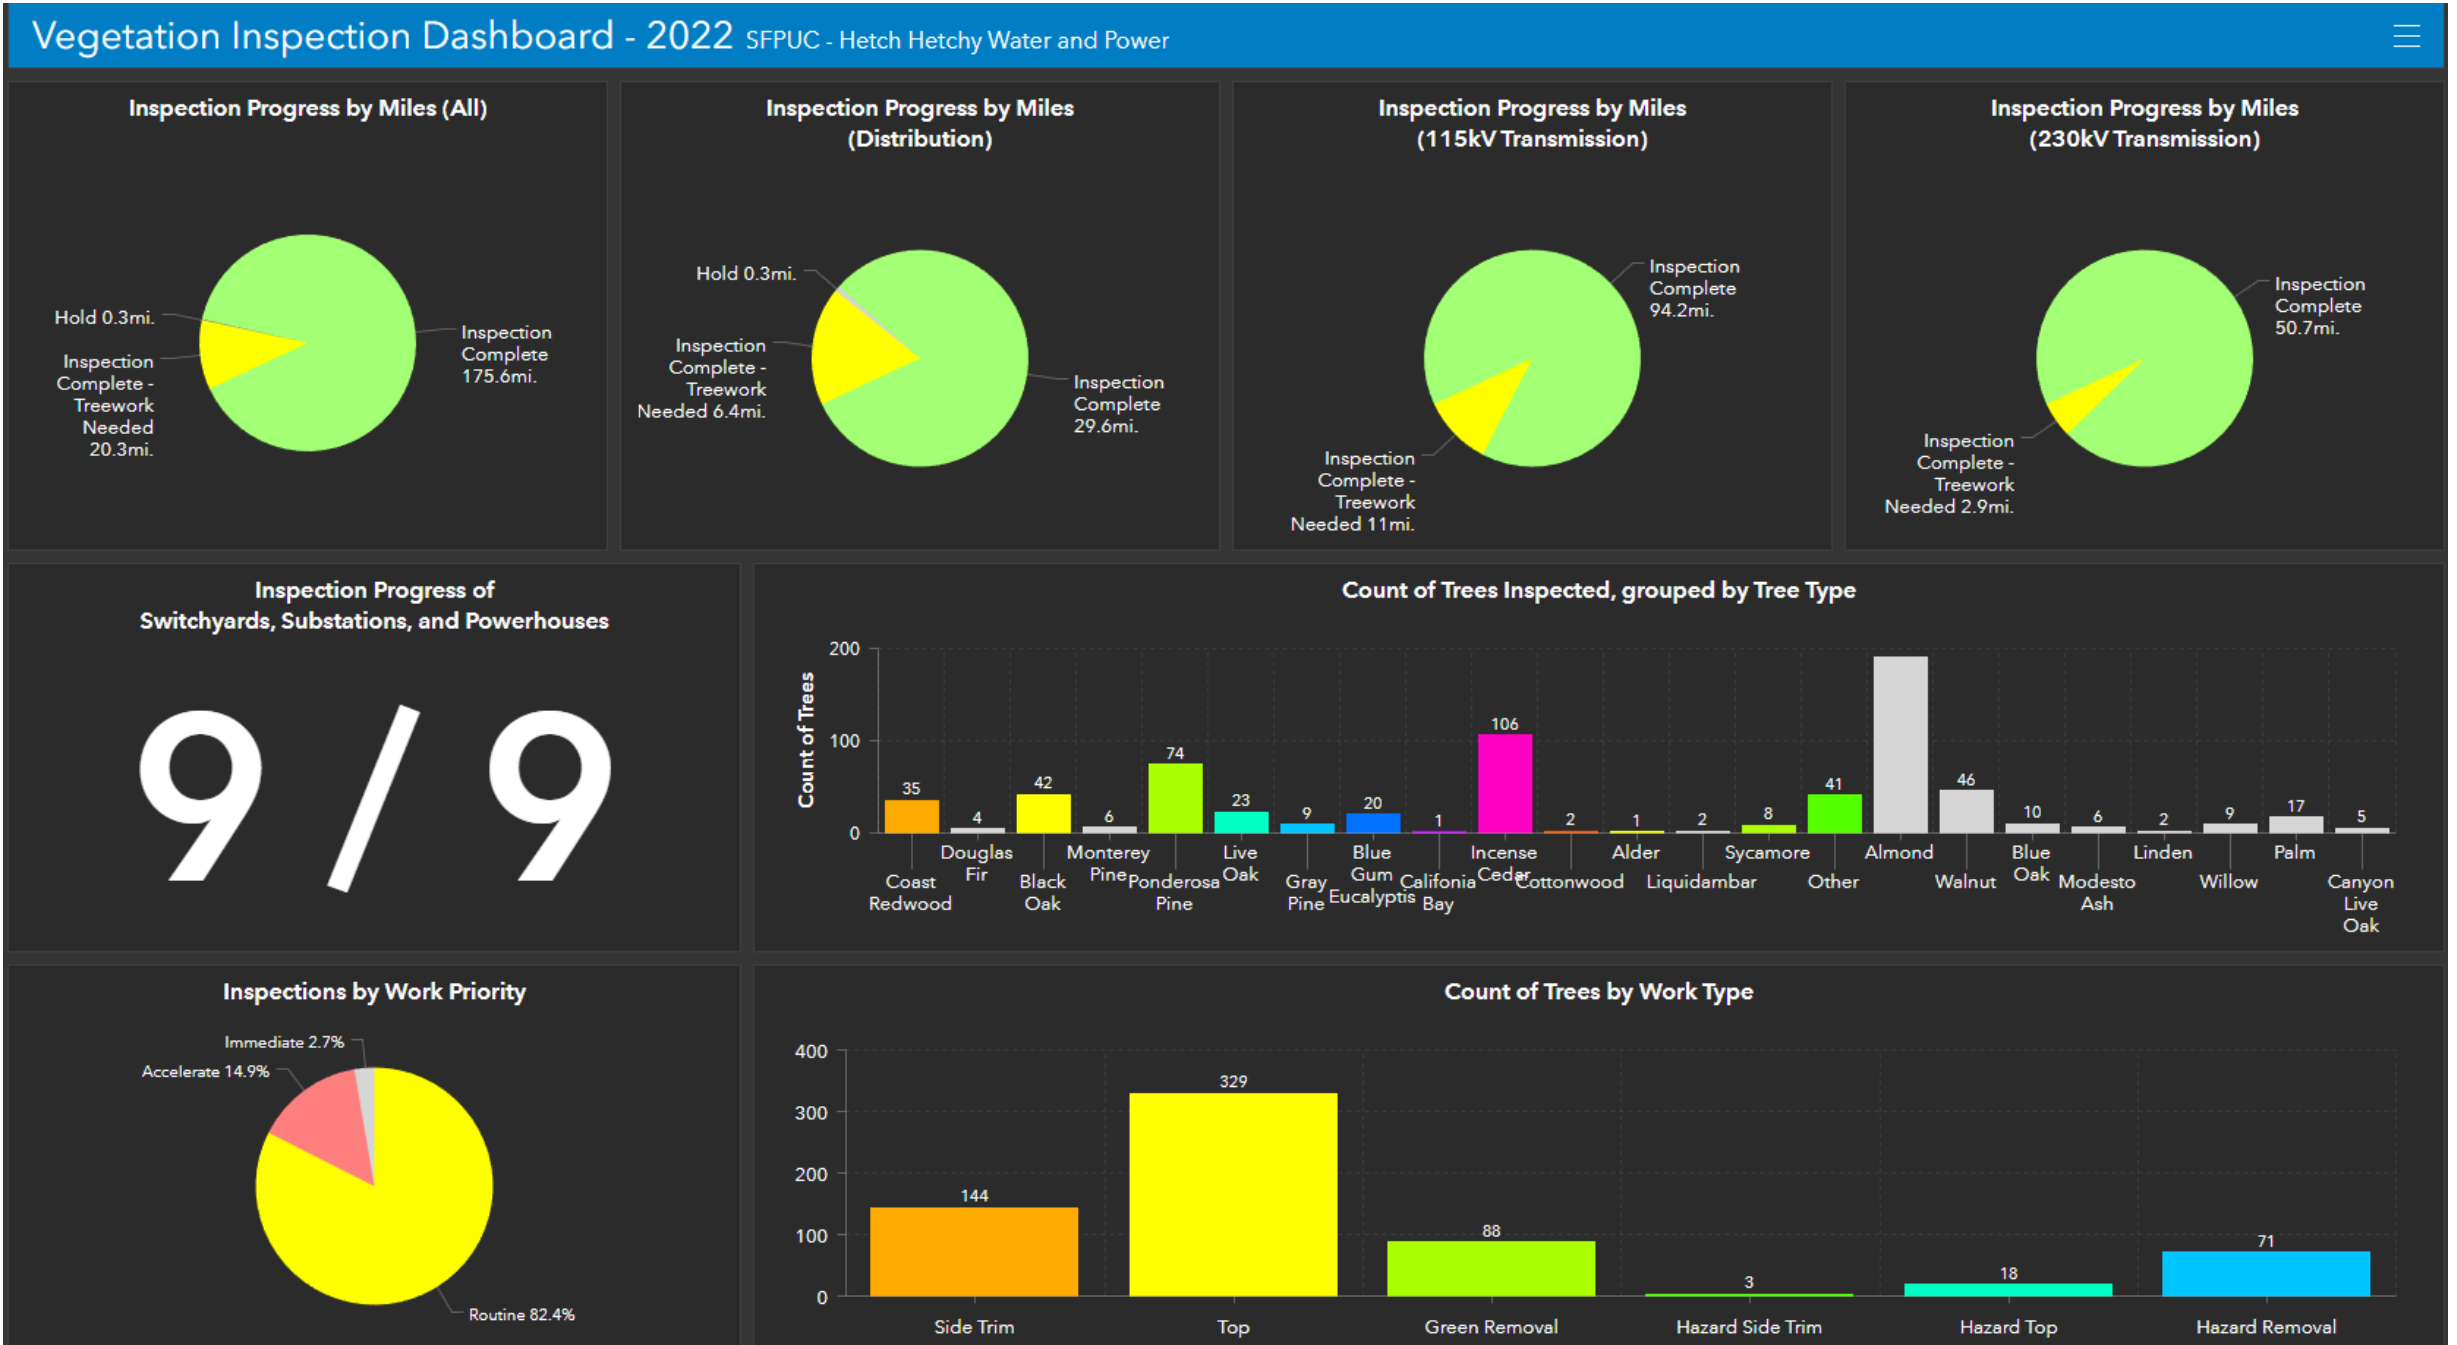 Vegetation Inspection Dashboard - 2022 SFPUC - Hetch Hetchy Water and Power
Inspection Progress by Miles (All)
Hold 0.3mi.
Inspection
Complete -
Treework
Needed
20.3mi.
Inspection
Complete
175.6mi.
Inspection Progress by Miles
(Distribution)
Hold 0.3mi.
Inspection
Complete -
Treework
Needed 6.4mi.
Inspection
Complete
29.6mi.
Inspection Progress by Miles
(115kV Transmission)
Inspection
Complete
94.2mi.
Inspection
Complete -
Treework
Needed 11mi.
Inspection Progress by Miles
(230kV Transmission)
Inspection
Complete
50.7mi.
Inspection
Complete -
Treework
Needed 2.9mi.
Inspection Progress of
Switchyards, Substations, and Powerhouses
9 / 9
Count of Trees Inspected, grouped by Tree Type
Count of Trees
200
100
0
35
4
42
6
74
23
9
20
1
106
2
1
2
8
41
46
10
6
2
9
17
5
Coast
Redwood
Douglas
Fir
Black
Oak
Monterey
Pine
Ponderosa
Pine
Live
Oak
Gray
Pine
Blue
Gum
Eucalyptis
Califonia
Bay
Incense
Cedar
Cottonwood
Alder
Liquidambar
Sycamore
Other
Almond
Walnut
Blue
Oak
Modesto
Ash
Linden
Willow
Palm
Canyon
Live
Oak
Inspections by Work Priority
Immediate 2.7%
Accelerate 14.9%
Routine 82.4%
Count of Trees by Work Type
400
300
200
100
0
144
329
88
3
18
71
Side Trim
Top
Green Removal
Hazard Side Trim
Hazard Top
Hazard Removal